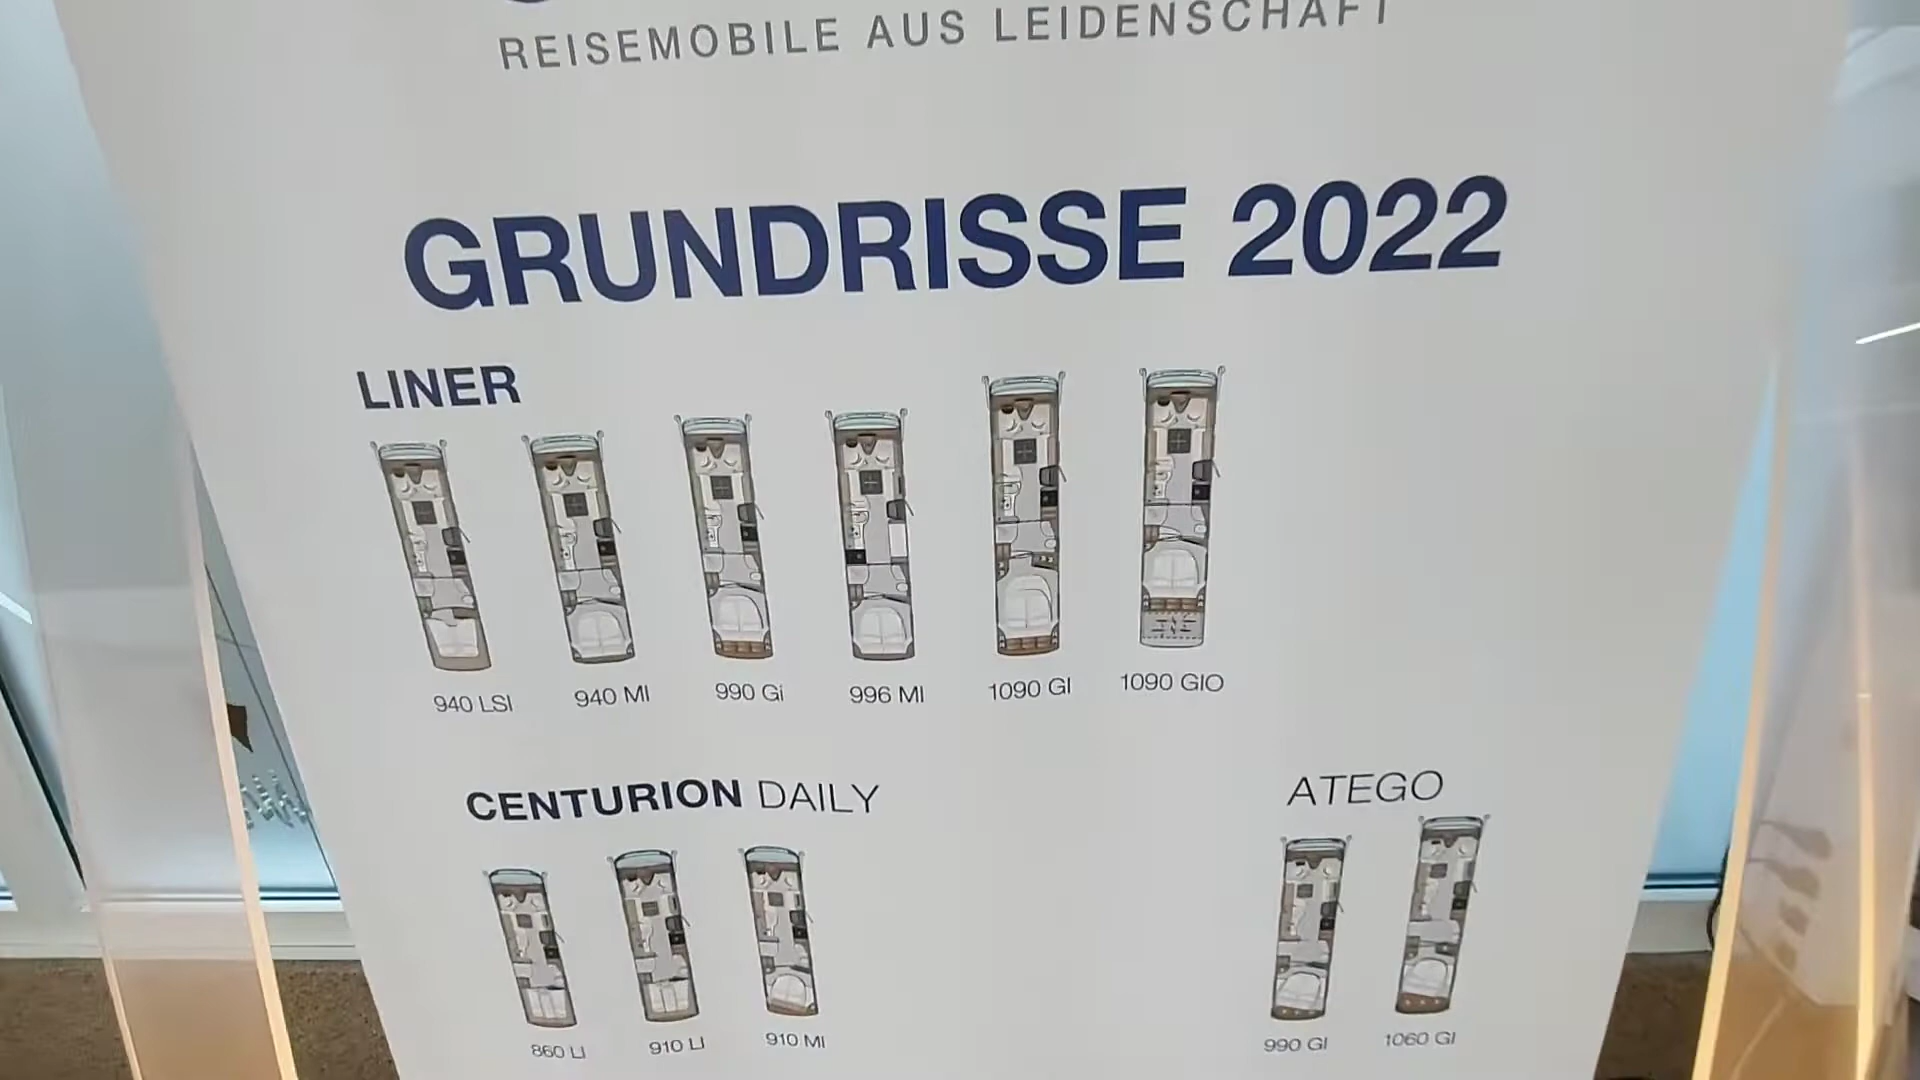 REISEMOBILE AUS LEIDENSCHAFT
GRUNDRISSE 2022
LINER
940 LSI
940 MI
990 Gi
996 MI
1090 GI
1090 GIO
CENTURION DAILY
ATEGO
860 LI
910 LI
910 MI
990 GI
1060 GI